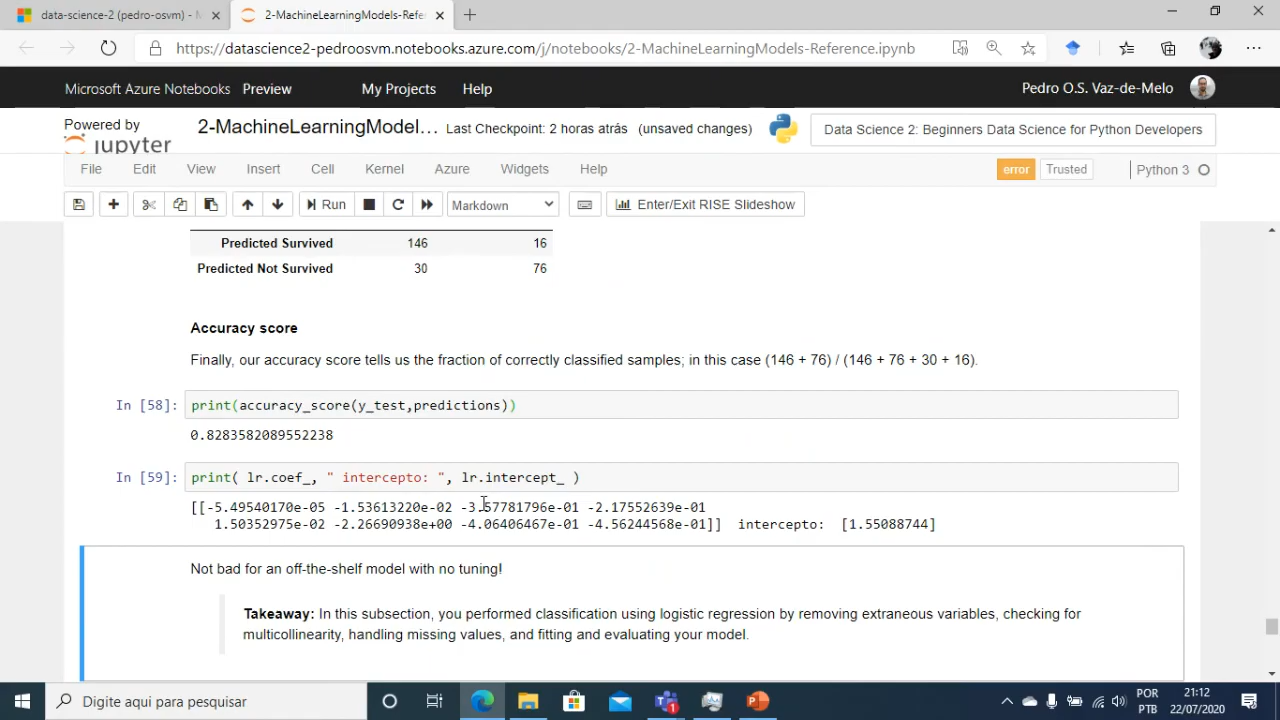 data-science-2 (pedro-osvm) - M
2-MachineLearningModels-Refe
https://datascience2-pedroosvm.notebooks.azure.com/j/notebooks/2-MachineLearningModels-Reference.ipynb
Microsoft Azure Notebooks Preview My Projects Help Pedro O.S. Vaz-de-Melo
Powered by
jupyter
2-MachineLearningModel... Last Checkpoint: 2 horas atrás (unsaved changes) Data Science 2: Beginners Data Science for Python Developers
File Edit View Insert Cell Kernel Azure Widgets Help error Trusted Python 3
Run Markdown Enter/Exit RISE Slideshow
Predicted Survived 146 16
Predicted Not Survived 30 76
Accuracy score
Finally, our accuracy score tells us the fraction of correctly classified samples; in this case (146 + 76) / (146 + 76 + 30 + 16).
In [58]: print(accuracy_score(y_test,predictions))
0.8283582089552238
In [59]: print( lr.coef_, " intercepto: ", lr.intercept_ )
[[-5.49540170e-05 -1.53613220e-02 -3.57781796e-01 -2.17552639e-01
1.50352975e-02 -2.26690938e+00 -4.06406467e-01 -4.56244568e-01]] intercepto: [1.55088744]
Not bad for an off-the-shelf model with no tuning!
Takeaway: In this subsection, you performed classification using logistic regression by removing extraneous variables, checking for
multicollinearity, handling missing values, and fitting and evaluating your model.
Digite aqui para pesquisar
POR
PTB
21:12
22/07/2020